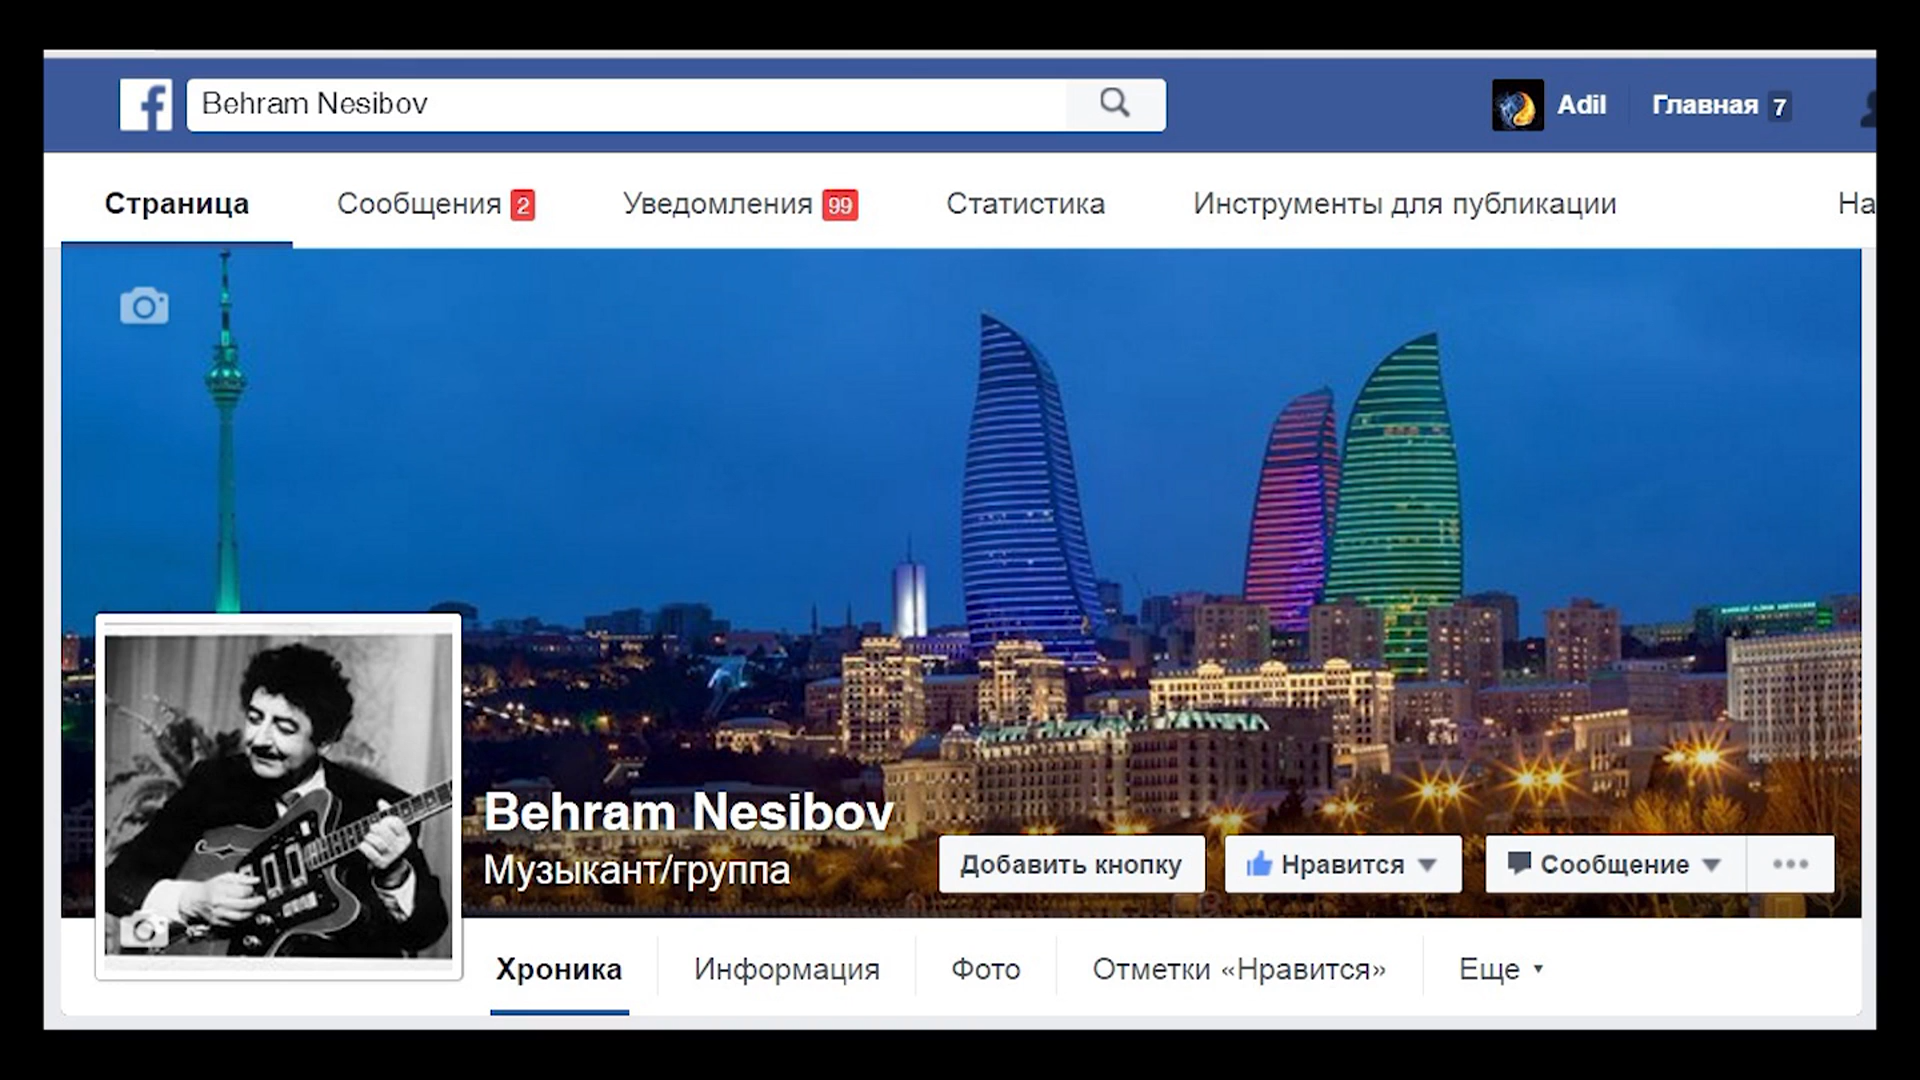 Behram Nesibov
Adil
Главная 7
Страница
Сообщения 2
Уведомления 99
Статистика
Инструменты для публикации
На
Behram Nesibov
Музыкант/группа
Добавить кнопку
Нравится
Сообщение
Хроника
Информация
Фото
Отметки «Нравится»
Еще